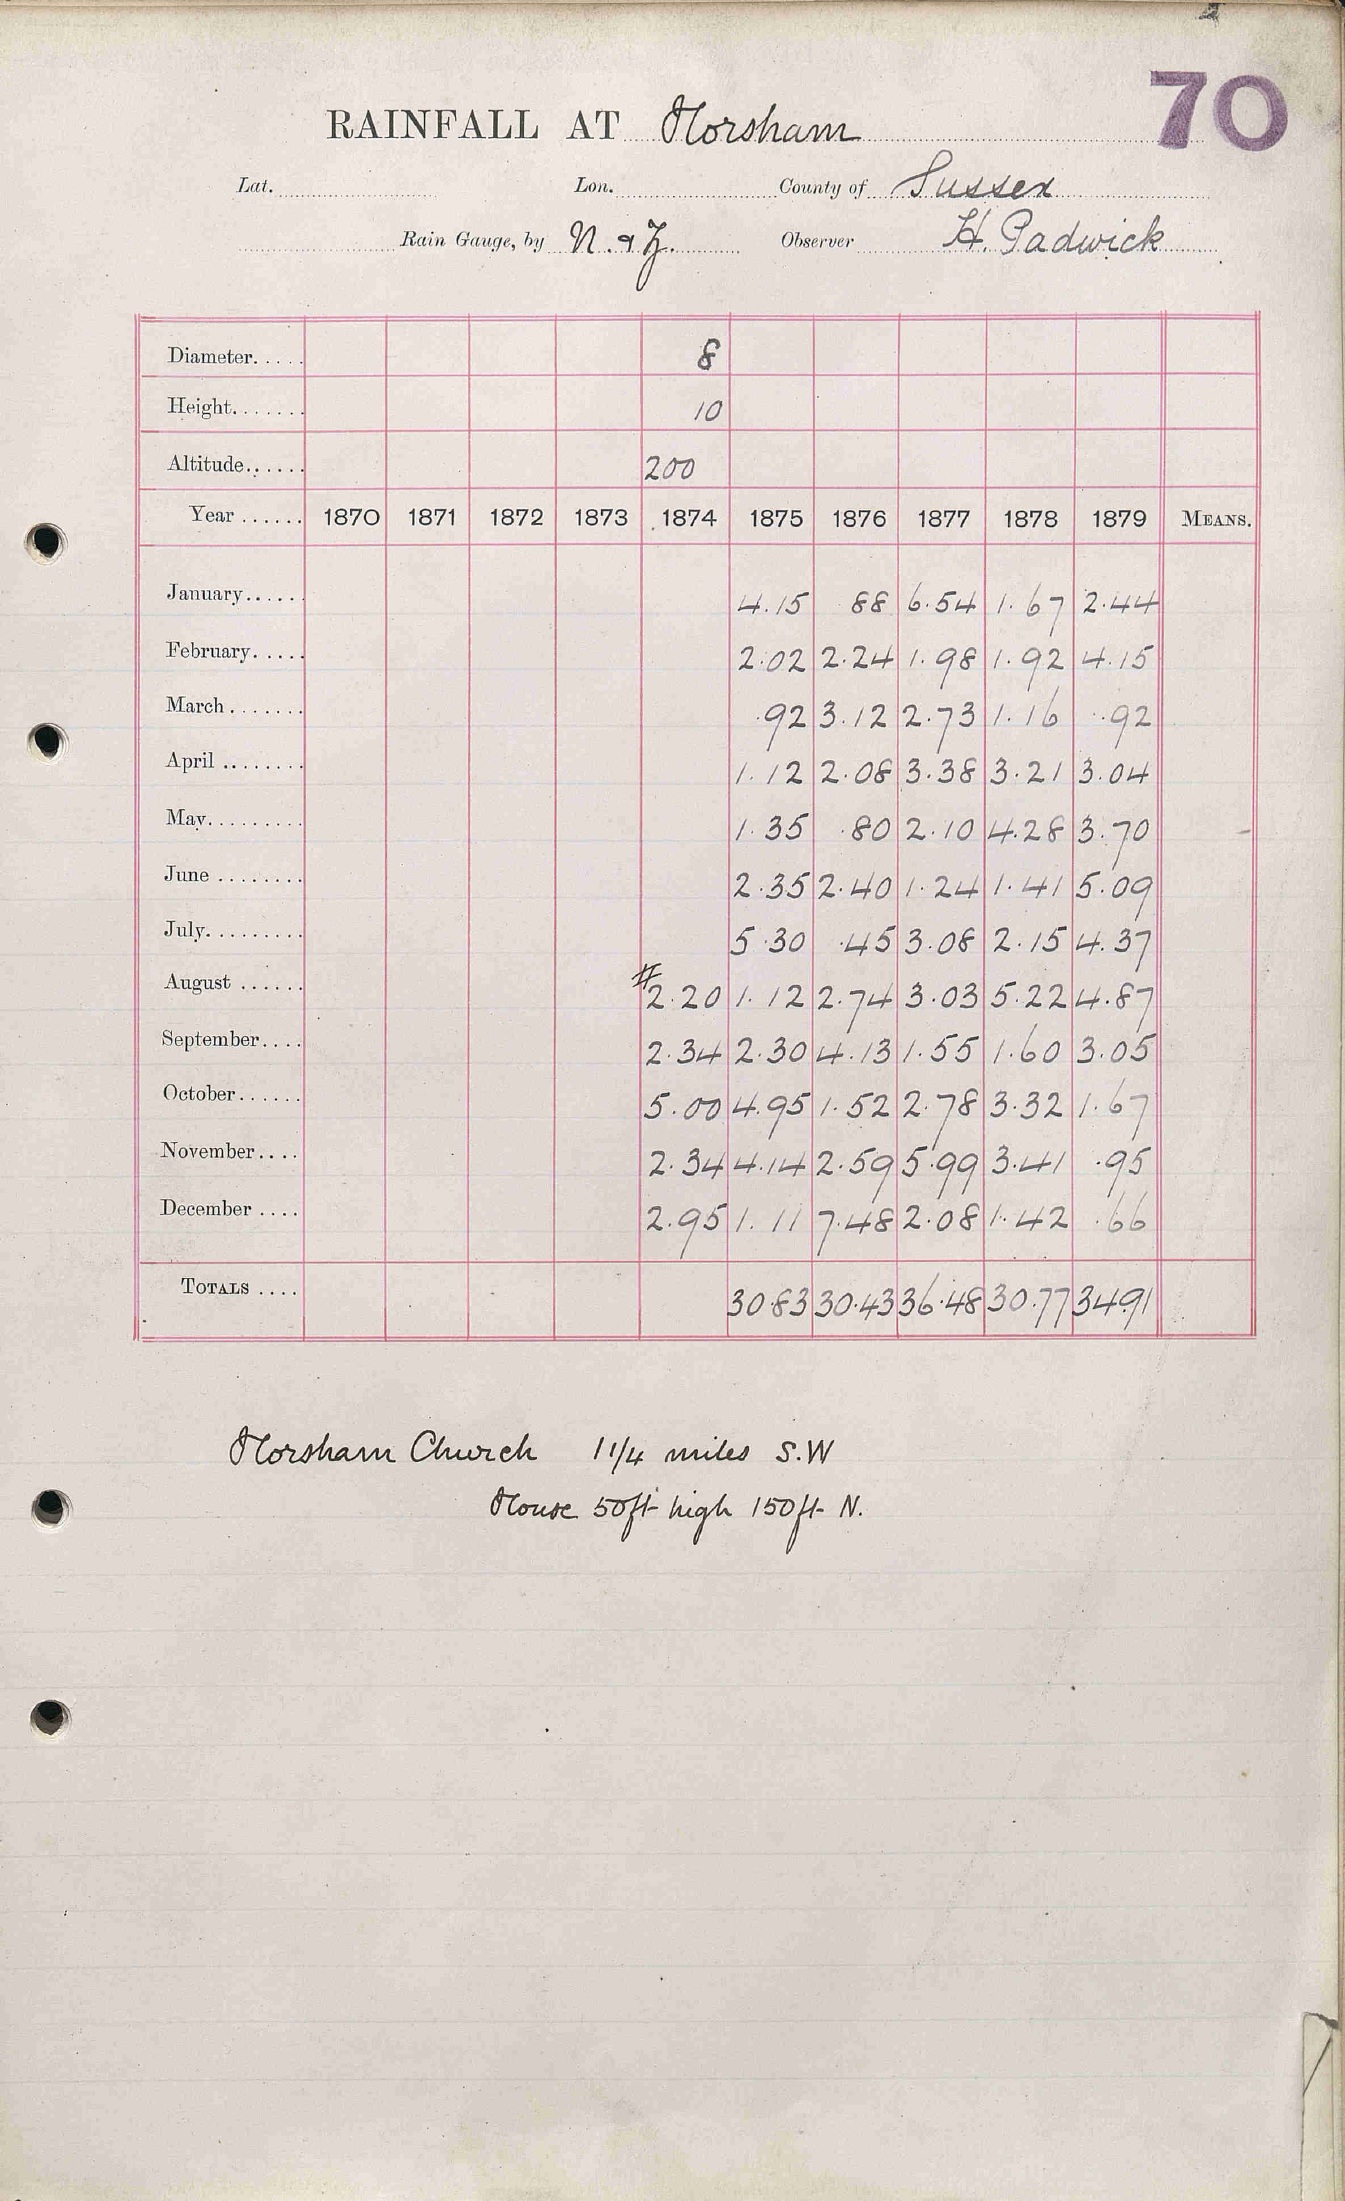 70
RAINFALL AT Horsham
Lat. Lon. County of Sussex
Rain Gauge, by N. & Z. Observer H. Padwick
Diameter..... 8
Height....... 10
Altitude...... 200
Year ...... 1870 1871 1872 1873 1874 1875 1876 1877 1878 1879 MEANS.
January...... 4.15 88 6.54 1.67 2.44
February..... 2.02 2.24 1.98 1.92 4.15
March ....... .92 3.12 2.73 1.16 .92
April ........ 1.12 2.08 3.38 3.21 3.04
May......... 1.35 .80 2.10 4.28 3.70
June ........ 2.35 2.40 1.24 1.41 5.09
July......... 5.30 .45 3.08 2.15 4.37
August ...... #2.20 1.12 2.74 3.03 5.22 4.87
September.... 2.34 2.30 4.13 1.55 1.60 3.05
October...... 5.00 4.95 1.52 2.78 3.32 1.67
November.... 2.34 4.14 2.59 5.99 3.41 .95
December .... 2.95 1.11 7.48 2.08 1.42 .66
TOTALS .... 30.83 30.43 36.48 30.77 34.91
Horsham Church 1 1/4 miles S.W
House 50ft high 150ft N.